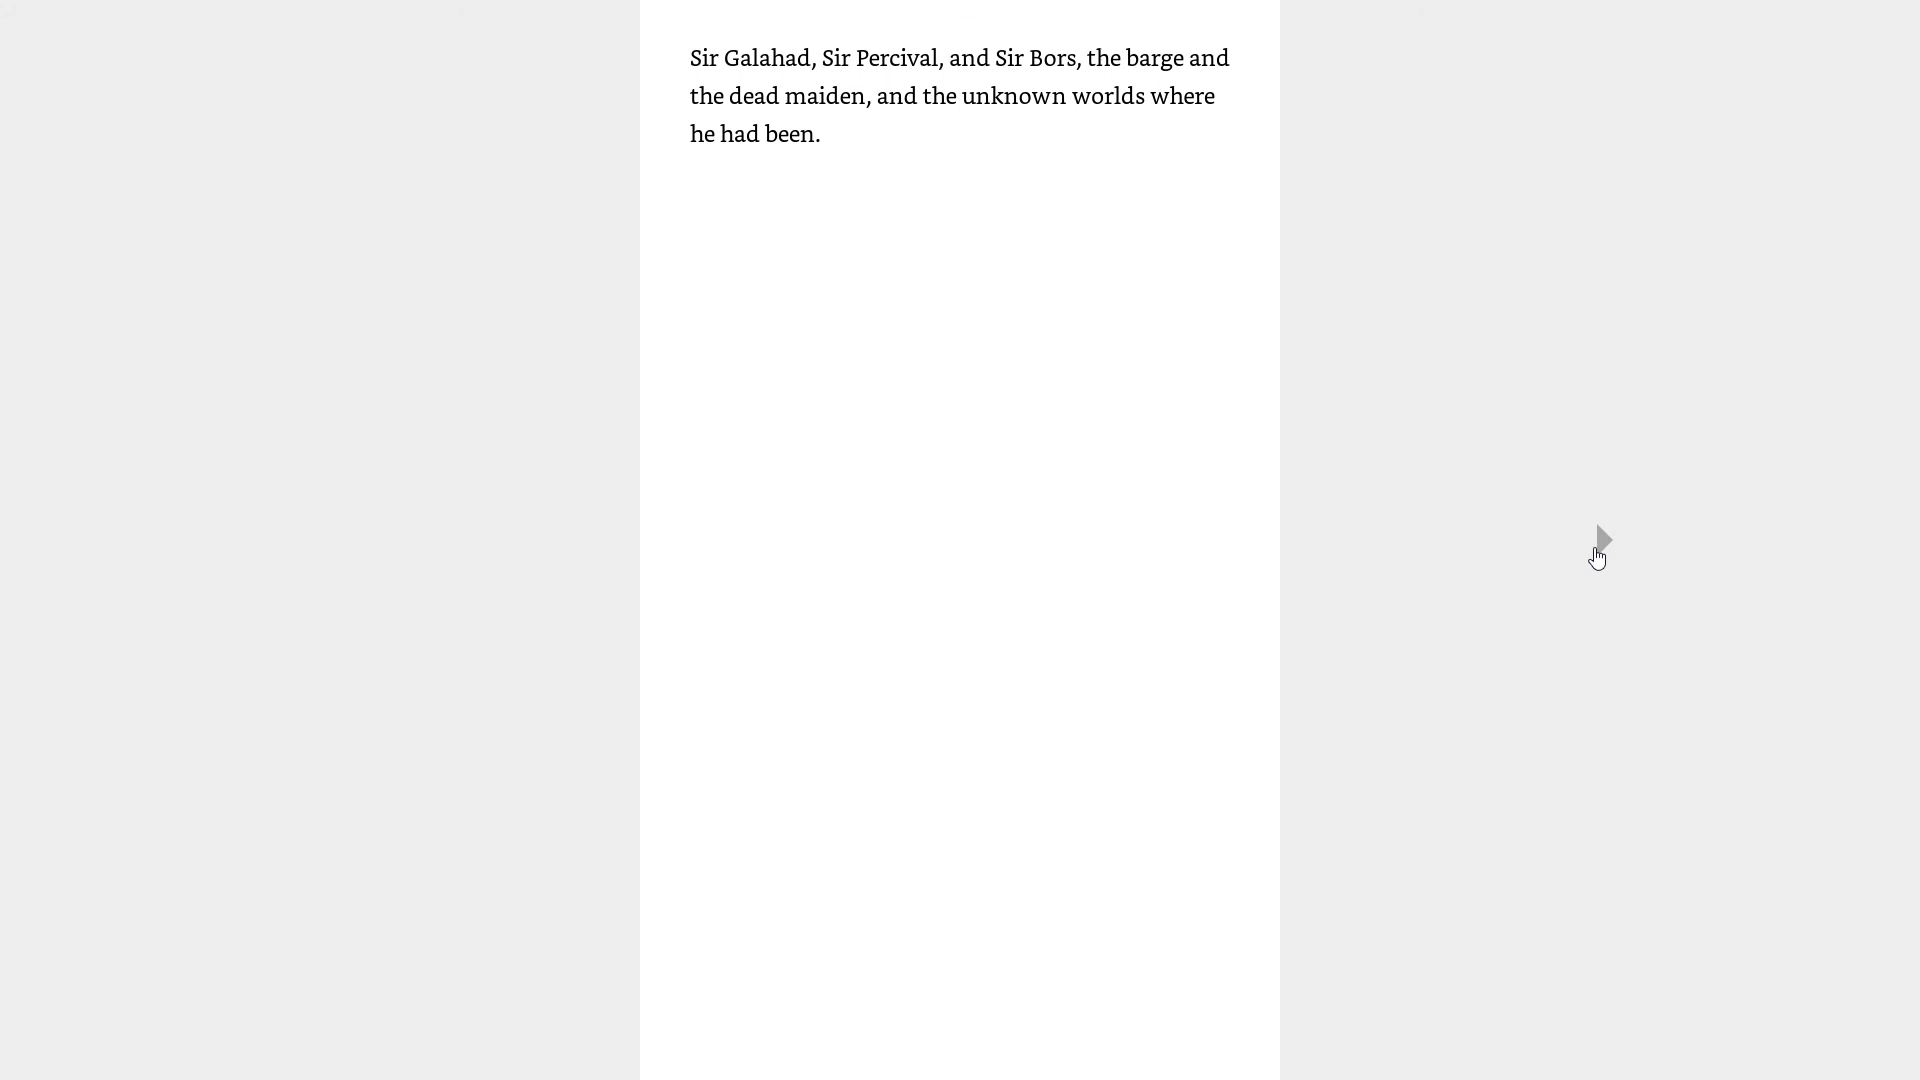 Sir Galahad, Sir Percival, and Sir Bors, the barge and
the dead maiden, and the unknown worlds where
he had been.